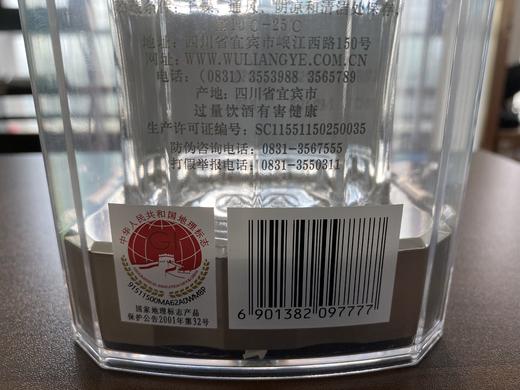 10℃-25℃
地址：四川省宜宾市岷江西路150号
网址：WWW.WULIANGYE.COM.CN
电话：（0831）3553988 3565789
产地：四川省宜宾市
过量饮酒有害健康
生产许可证编号：SC11551150250035
防伪咨询电话：0831-3567555
打假举报电话：0831-3550311
中华人民共和国地理标志
GI
91511500MA62A0WM8P
国家地理标志产品
保护公告2001年第32号
6 901382 097777